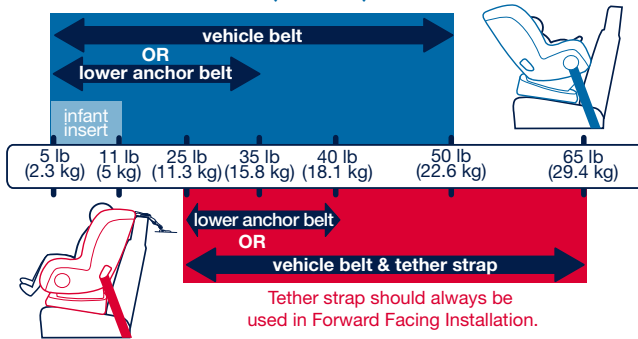 vehicle belt
OR
lower anchor belt
infant
insert
5 lb 11 lb 25 lb 35 lb 40 lb 50 lb 65 lb
(2.3 kg) (5 kg) (11.3 kg) (15.8 kg) (18.1 kg) (22.6 kg) (29.4 kg)
lower anchor belt
OR
vehicle belt & tether strap
Tether strap should always be
used in Forward Facing Installation.